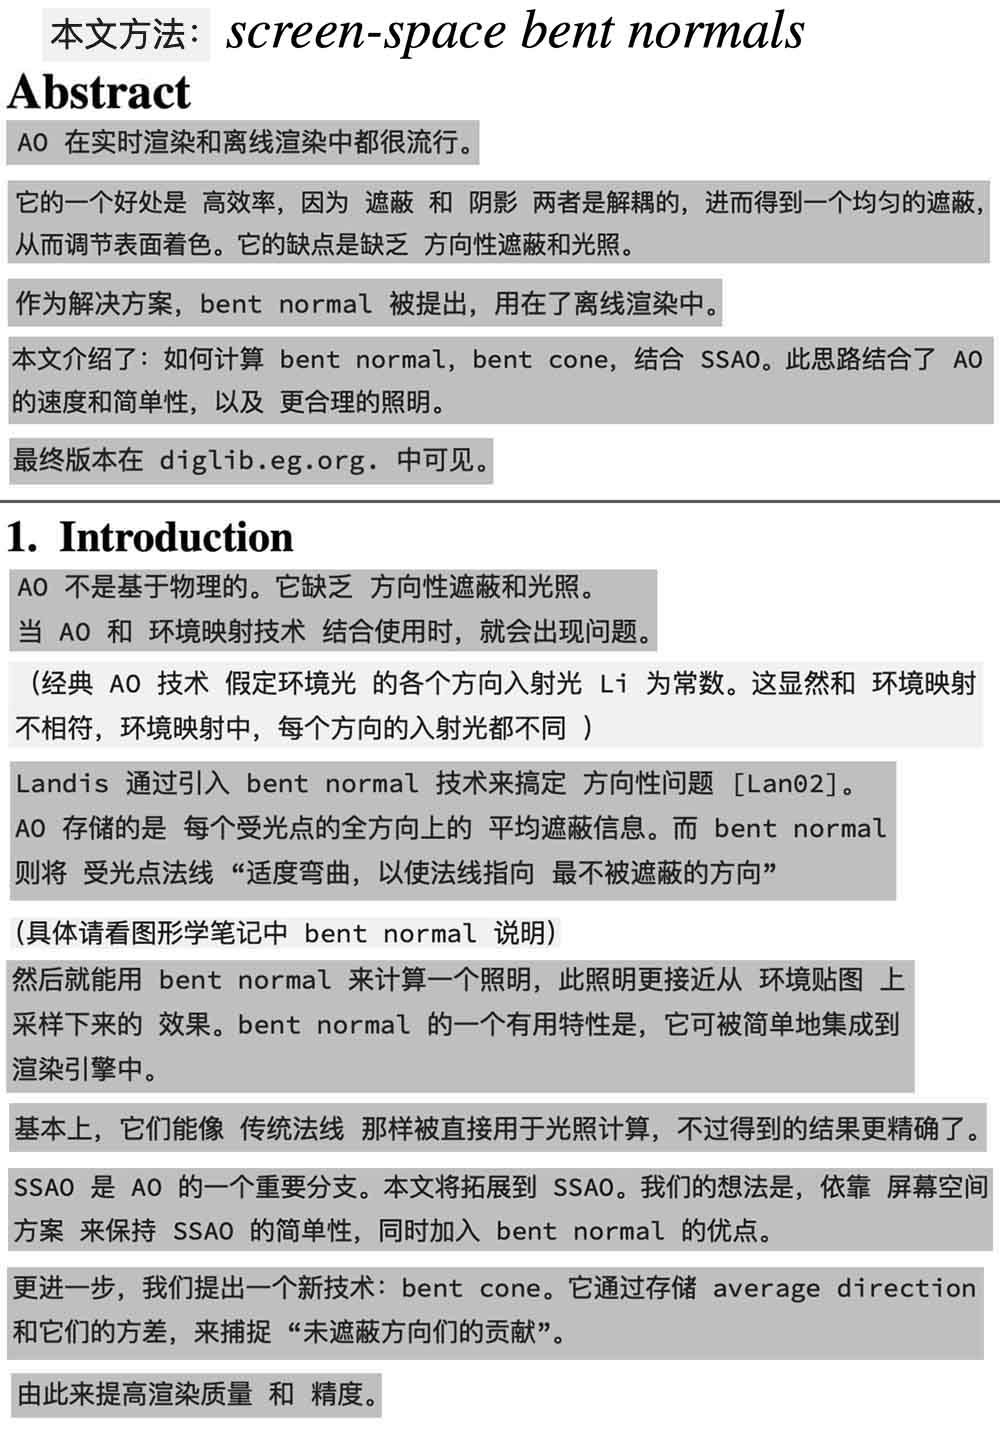 本文方法：screen-space bent normals
Abstract
AO 在实时渲染和离线渲染中都很流行。
它的一个好处是 高效率，因为 遮蔽 和 阴影 两者是解耦的，进而得到一个均匀的遮蔽，
从而调节表面着色。它的缺点是缺乏 方向性遮蔽和光照。
作为解决方案，bent normal 被提出，用在了离线渲染中。
本文介绍了：如何计算 bent normal，bent cone，结合 SSAO。此思路结合了 AO
的速度和简单性，以及 更合理的照明。
最终版本在 diglib.eg.org. 中可见。
1. Introduction
AO 不是基于物理的。它缺乏 方向性遮蔽和光照。
当 AO 和 环境映射技术 结合使用时，就会出现问题。
（经典 AO 技术 假定环境光 的各个方向入射光 Li 为常数。这显然和 环境映射
不相符，环境映射中，每个方向的入射光都不同 ）
Landis 通过引入 bent normal 技术来搞定 方向性问题 [Lan02]。
AO 存储的是 每个受光点的全方向上的 平均遮蔽信息。而 bent normal
则将 受光点法线 “适度弯曲，以使法线指向 最不被遮蔽的方向”
（具体请看图形学笔记中 bent normal 说明）
然后就能用 bent normal 来计算一个照明，此照明更接近从 环境贴图 上
采样下来的 效果。bent normal 的一个有用特性是，它可被简单地集成到
渲染引擎中。
基本上，它们能像 传统法线 那样被直接用于光照计算，不过得到的结果更精确了。
SSAO 是 AO 的一个重要分支。本文将拓展到 SSAO。我们的想法是，依靠 屏幕空间
方案 来保持 SSAO 的简单性，同时加入 bent normal 的优点。
更进一步，我们提出一个新技术：bent cone。它通过存储 average direction
和它们的方差，来捕捉 “未遮蔽方向们的贡献”。
由此来提高渲染质量 和 精度。